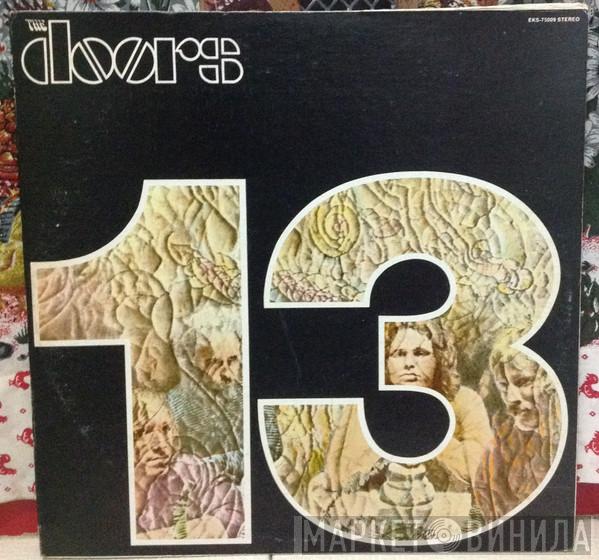 THE
doors
EKS-75009 STEREO
13
МАРКЕТ ВИНИЛА